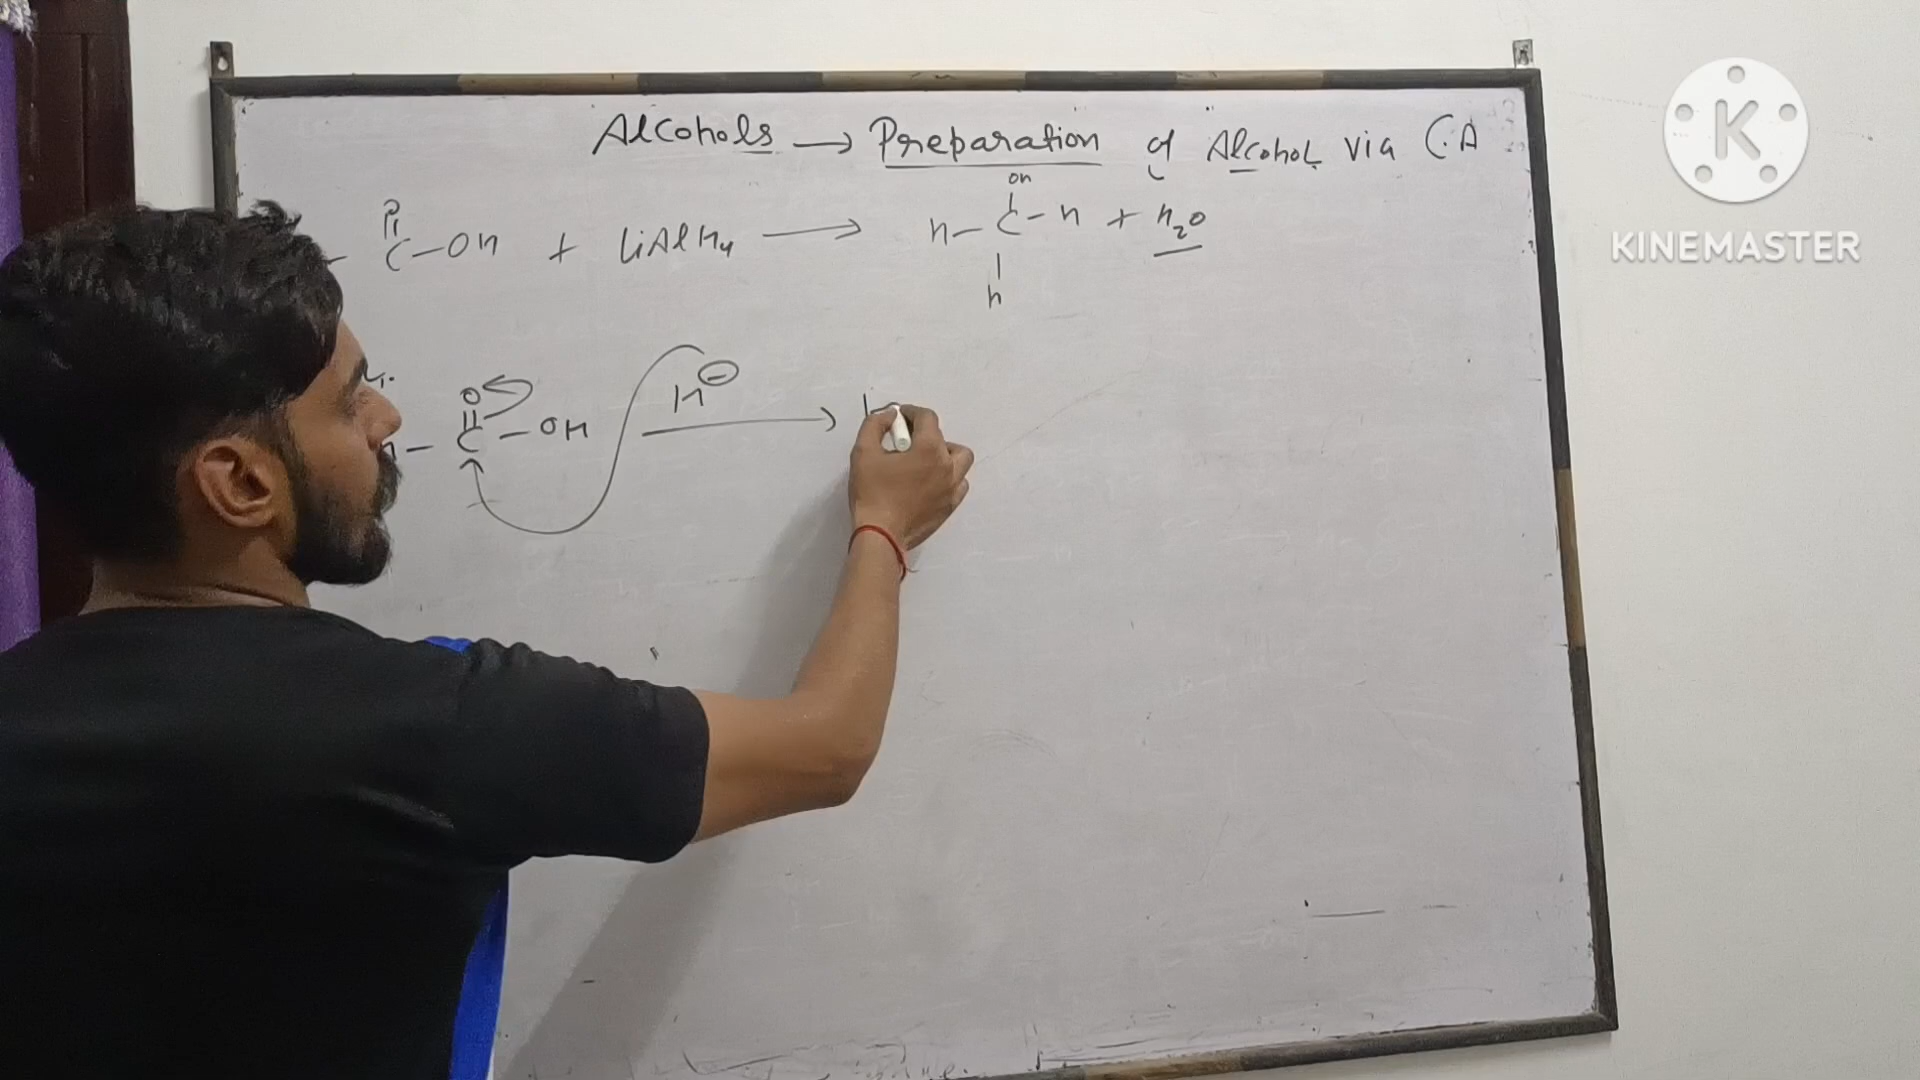 Alcohols → Preparation of Alcohol via C.A
OH
O
C–OH + LiAlH4 → H–C–H + H2O
H
H⊖
O
H–C–OH →
K
KINEMASTER